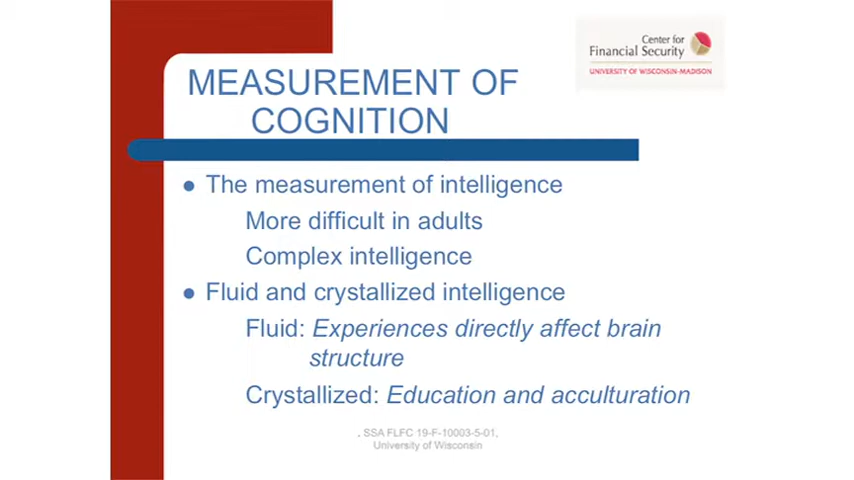 Center for
Financial Security
UNIVERSITY OF WISCONSIN-MADISON
MEASUREMENT OF
COGNITION
● The measurement of intelligence
More difficult in adults
Complex intelligence
● Fluid and crystallized intelligence
Fluid: Experiences directly affect brain
structure
Crystallized: Education and acculturation
, SSA FLFC 19-F-10003-5-01,
University of Wisconsin